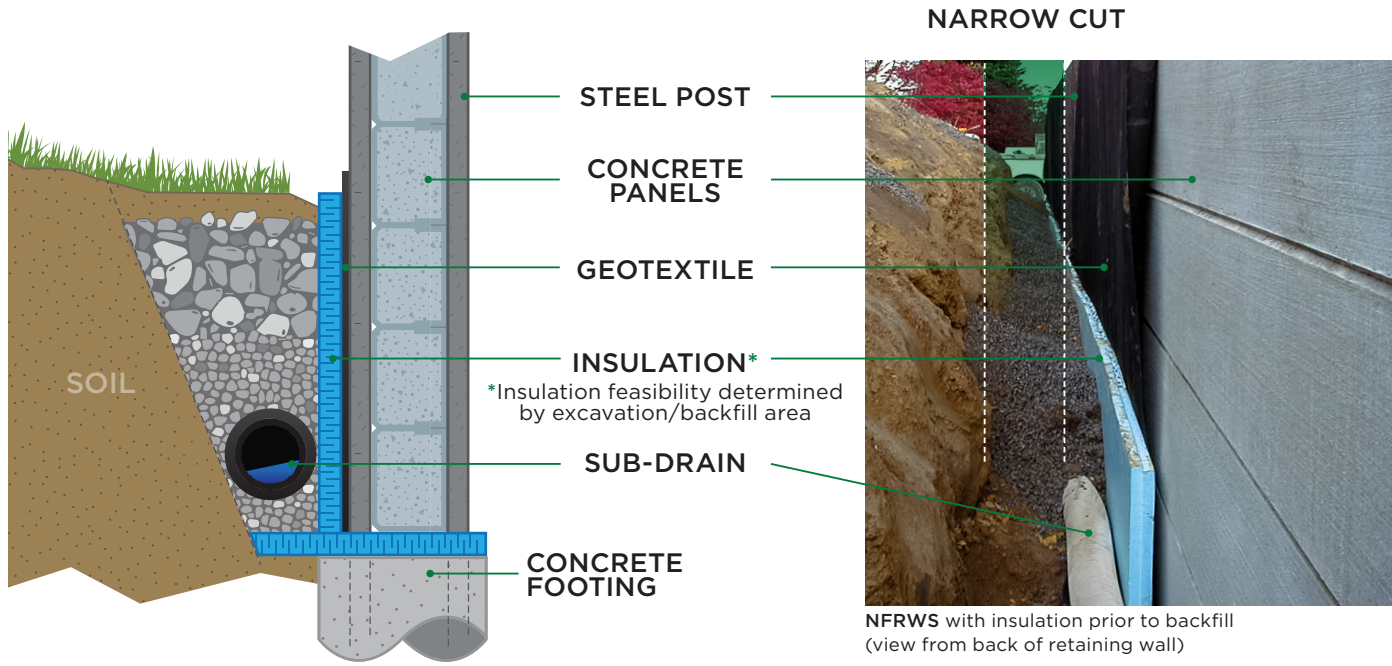 NARROW CUT
STEEL POST
CONCRETE
PANELS
GEOTEXTILE
INSULATION*
*Insulation feasibility determined
by excavation/backfill area
SOIL
SUB-DRAIN
CONCRETE
FOOTING
NFRWS with insulation prior to backfill
(view from back of retaining wall)